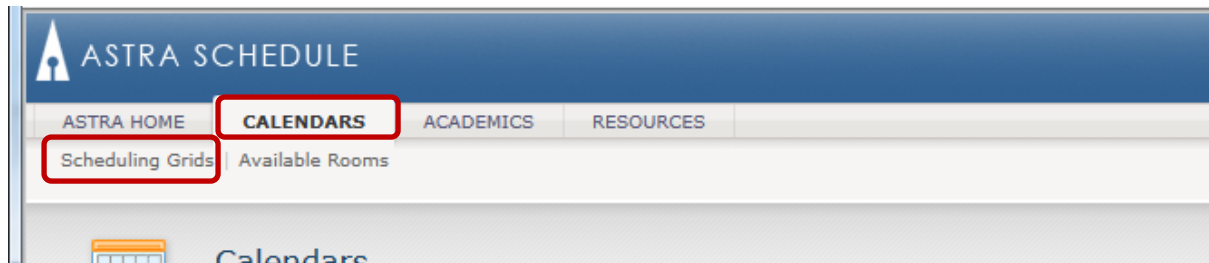 ASTRA SCHEDULE
ASTRA HOME CALENDARS ACADEMICS RESOURCES
Scheduling Grids | Available Rooms
Calendars